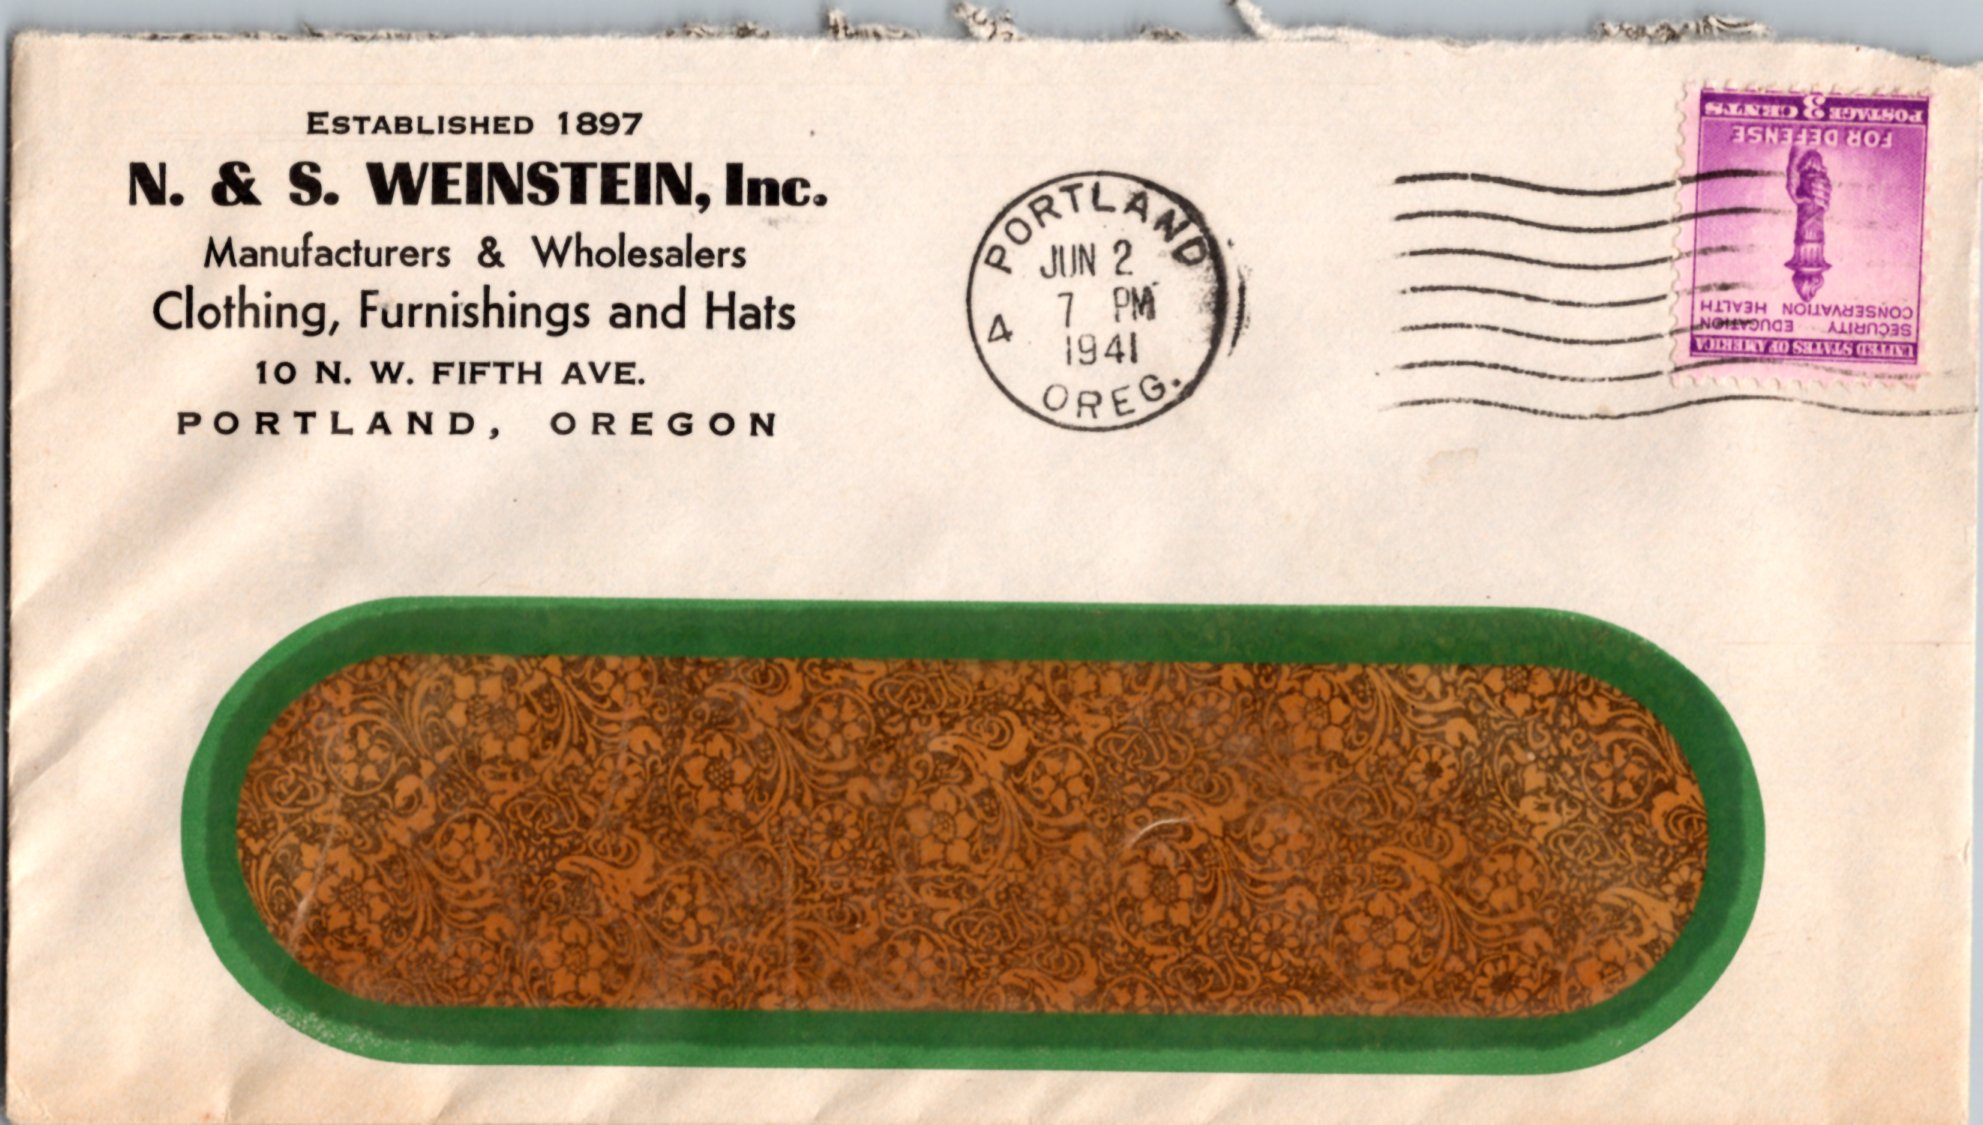 ESTABLISHED 1897
N. & S. WEINSTEIN, Inc.
Manufacturers & Wholesalers
Clothing, Furnishings and Hats
10 N. W. FIFTH AVE.
PORTLAND, OREGON
PORTLAND
JUN 2
7 PM
1941
4
OREG.
UNITED STATES OF AMERICA
SECURITY EDUCATION
CONSERVATION HEALTH
FOR DEFENSE
POSTAGE 3 CENTS